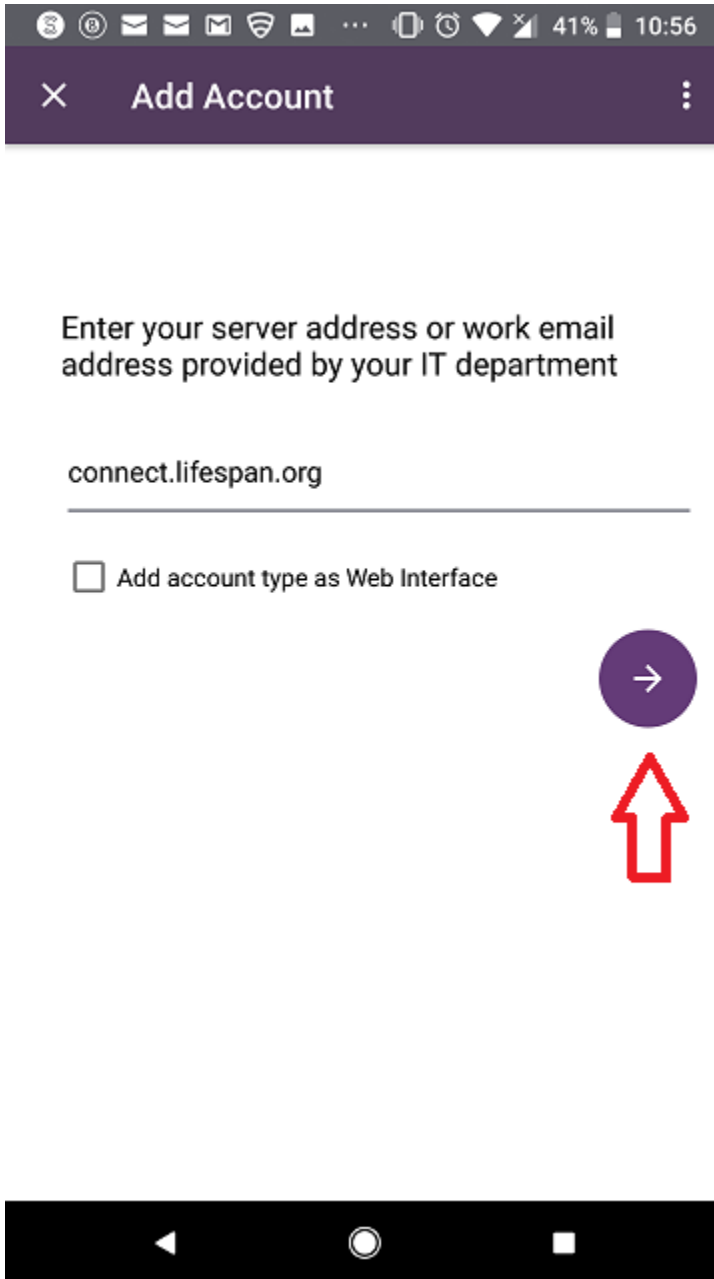 41% 10:56
Add Account
Enter your server address or work email
address provided by your IT department
connect.lifespan.org
Add account type as Web Interface